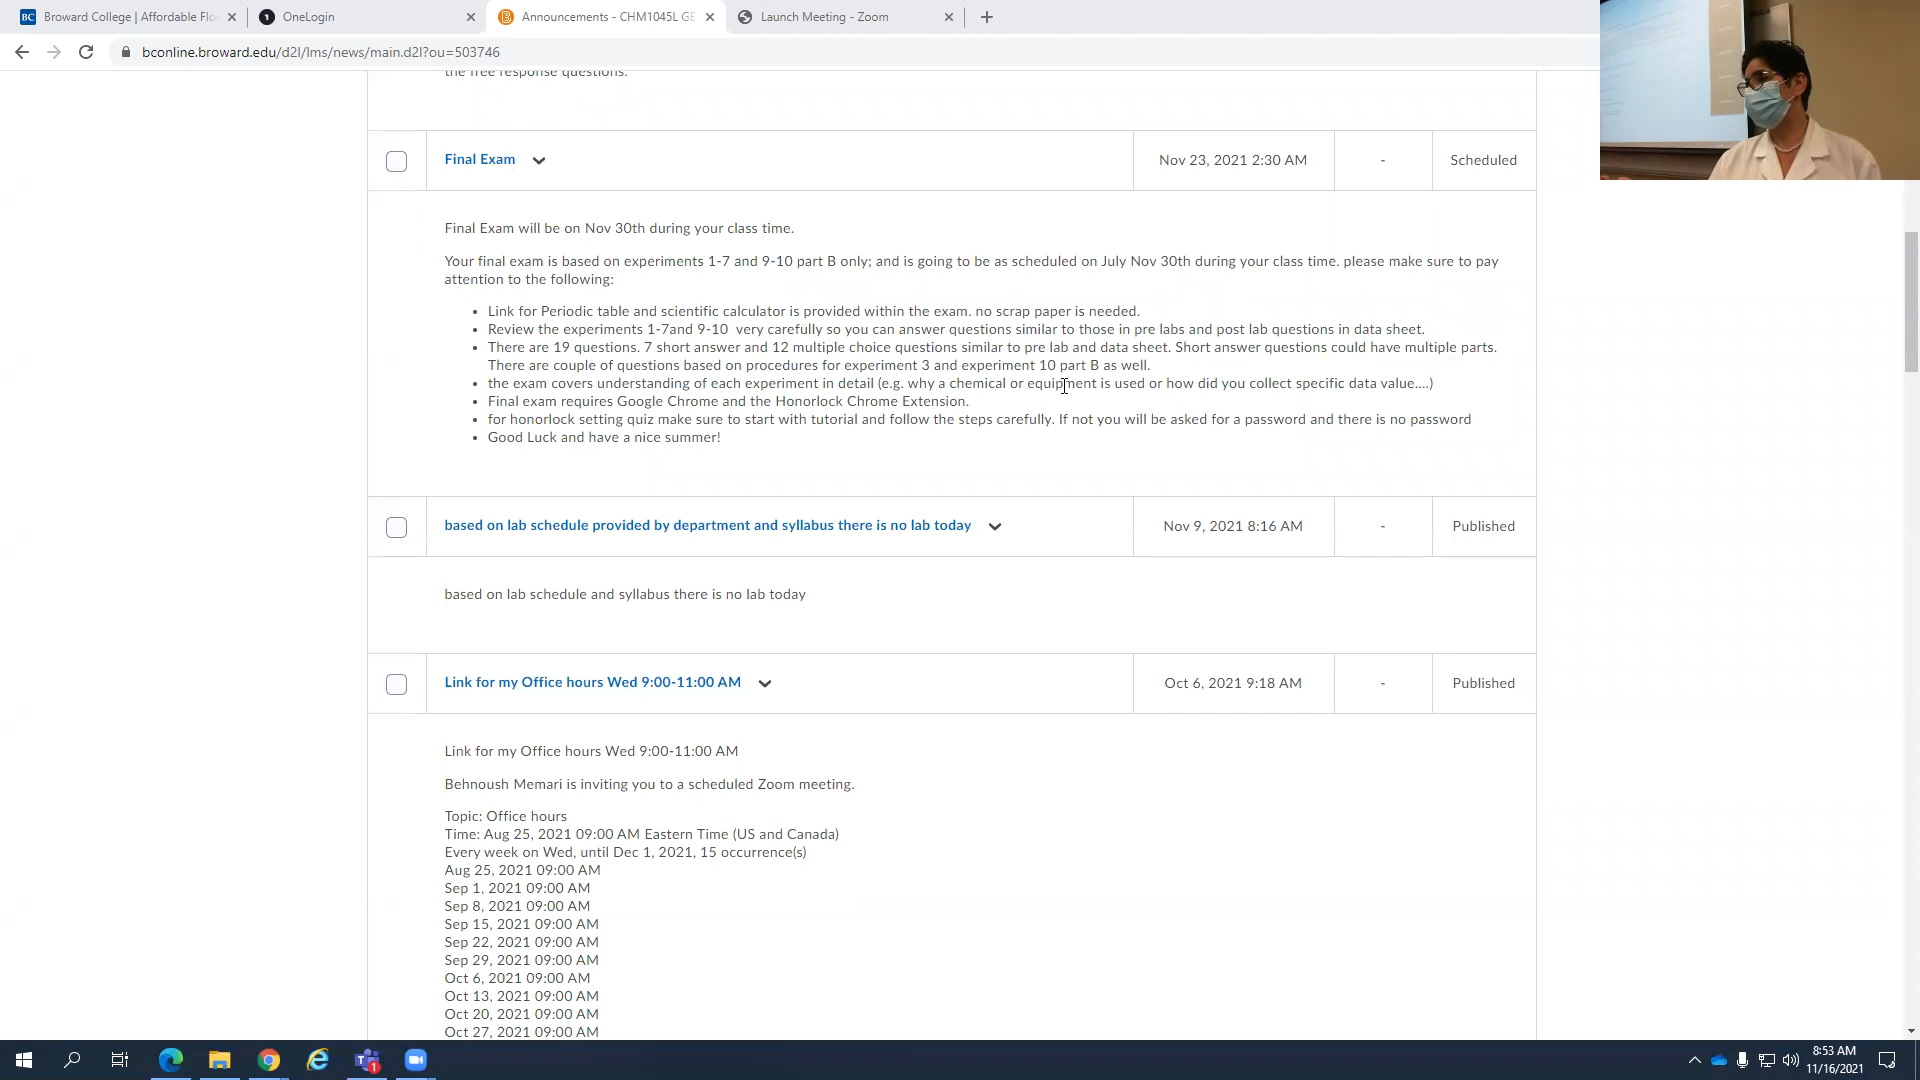 Broward College | Affordable Flo
OneLogin
Announcements - CHM1045L GE
Launch Meeting - Zoom
bconline.broward.edu/d2l/lms/news/main.d2l?ou=503746
the free response questions.
Final Exam
Nov 23, 2021 2:30 AM
-
Scheduled
Final Exam will be on Nov 30th during your class time.
Your final exam is based on experiments 1-7 and 9-10 part B only; and is going to be as scheduled on July Nov 30th during your class time. please make sure to pay
attention to the following:
• Link for Periodic table and scientific calculator is provided within the exam. no scrap paper is needed.
• Review the experiments 1-7and 9-10 very carefully so you can answer questions similar to those in pre labs and post lab questions in data sheet.
• There are 19 questions. 7 short answer and 12 multiple choice questions similar to pre lab and data sheet. Short answer questions could have multiple parts.
There are couple of questions based on procedures for experiment 3 and experiment 10 part B as well.
• the exam covers understanding of each experiment in detail (e.g. why a chemical or equipment is used or how did you collect specific data value....)
• Final exam requires Google Chrome and the Honorlock Chrome Extension.
• for honorlock setting quiz make sure to start with tutorial and follow the steps carefully. If not you will be asked for a password and there is no password
• Good Luck and have a nice summer!
based on lab schedule provided by department and syllabus there is no lab today
Nov 9, 2021 8:16 AM
-
Published
based on lab schedule and syllabus there is no lab today
Link for my Office hours Wed 9:00-11:00 AM
Oct 6, 2021 9:18 AM
-
Published
Link for my Office hours Wed 9:00-11:00 AM
Behnoush Memari is inviting you to a scheduled Zoom meeting.
Topic: Office hours
Time: Aug 25, 2021 09:00 AM Eastern Time (US and Canada)
Every week on Wed, until Dec 1, 2021, 15 occurrence(s)
Aug 25, 2021 09:00 AM
Sep 1, 2021 09:00 AM
Sep 8, 2021 09:00 AM
Sep 15, 2021 09:00 AM
Sep 22, 2021 09:00 AM
Sep 29, 2021 09:00 AM
Oct 6, 2021 09:00 AM
Oct 13, 2021 09:00 AM
Oct 20, 2021 09:00 AM
Oct 27, 2021 09:00 AM
8:53 AM
11/16/2021